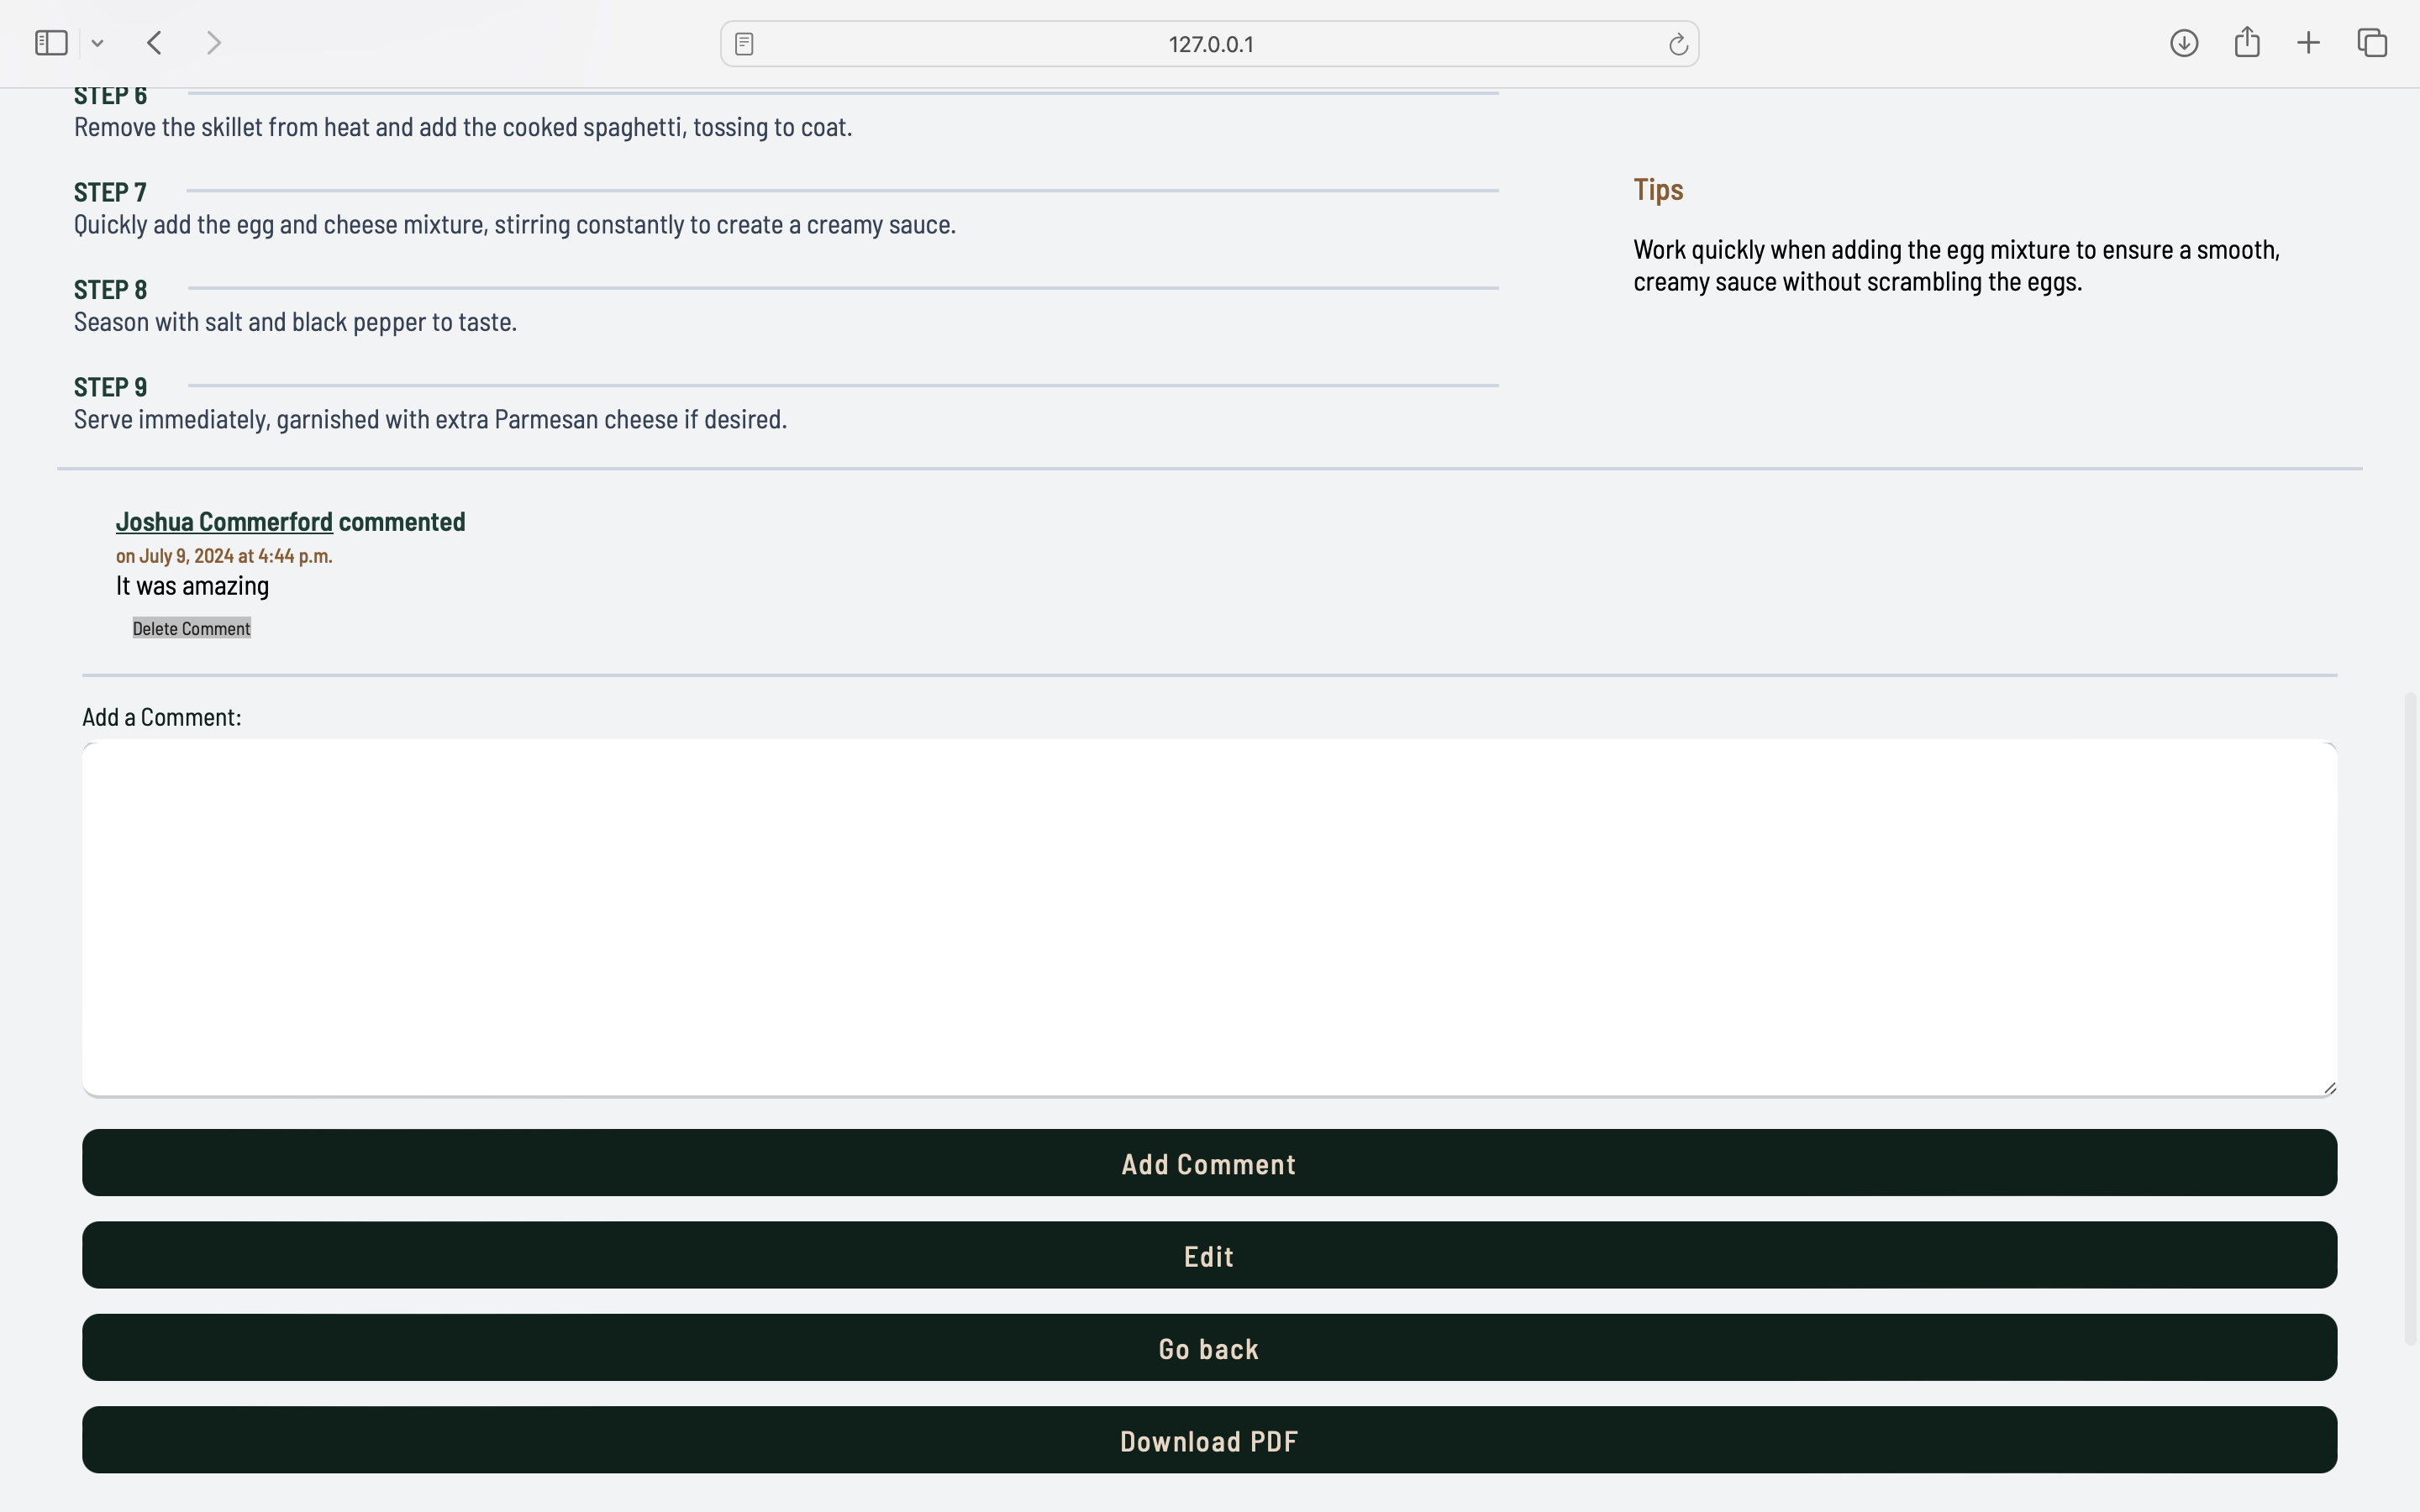 127.0.0.1
STEP 6
Remove the skillet from heat and add the cooked spaghetti, tossing to coat.
STEP 7
Quickly add the egg and cheese mixture, stirring constantly to create a creamy sauce.
STEP 8
Season with salt and black pepper to taste.
STEP 9
Serve immediately, garnished with extra Parmesan cheese if desired.
Tips
Work quickly when adding the egg mixture to ensure a smooth,
creamy sauce without scrambling the eggs.
Joshua Commerford commented
on July 9, 2024 at 4:44 p.m.
It was amazing
Delete Comment
Add a Comment:
Add Comment
Edit
Go back
Download PDF